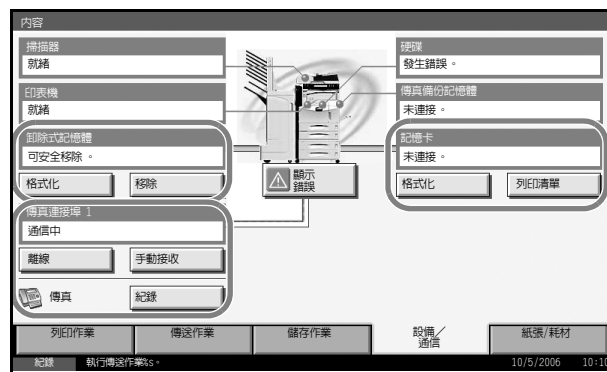 內容
掃描器
就緒
印表機
就緒
卸除式記憶體
可安全移除。
格式化
移除
傳真連接埠 1
通信中
離線
手動接收
傳真
紀錄
顯示
錯誤
硬碟
發生錯誤。
傳真備份記憶體
未連接。
記憶卡
未連接。
格式化
列印清單
列印作業
傳送作業
儲存作業
設備/
通信
紙張/耗材
紀錄 執行傳送作業%s。 10/5/2006 10:10